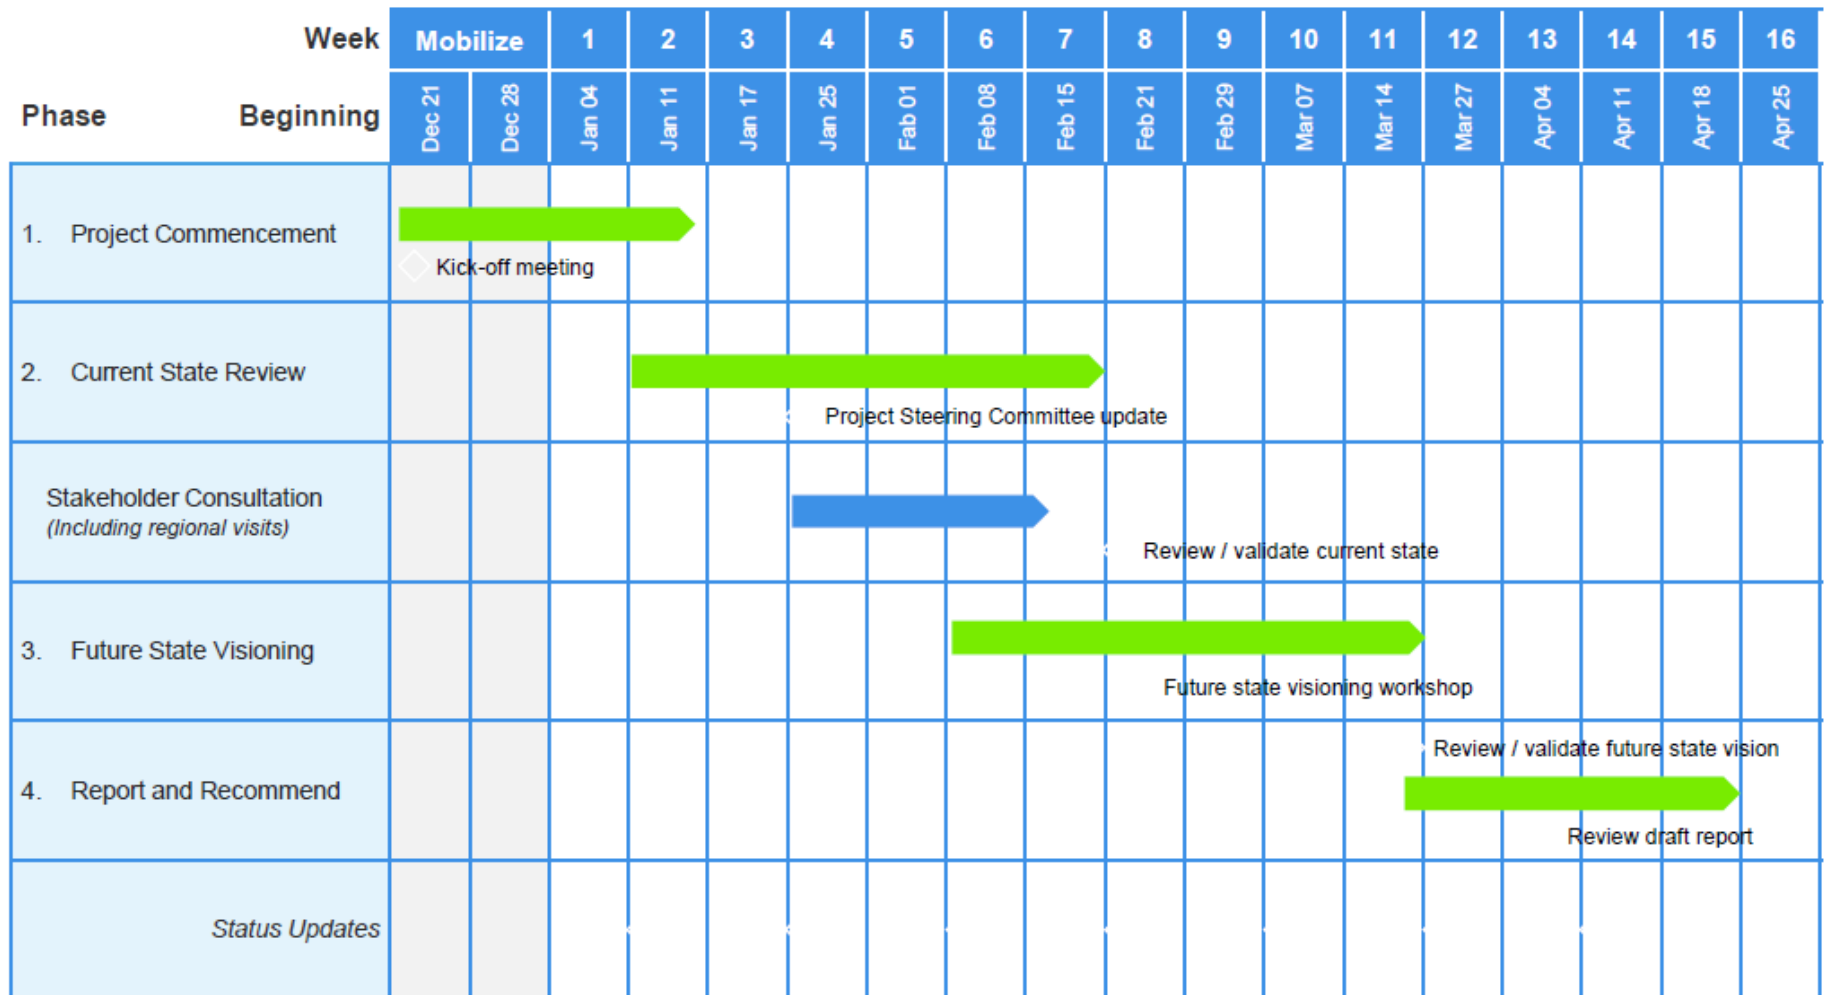 Week Mobilize 1 2 3 4 5 6 7 8 9 10 11 12 13 14 15 16
Phase Beginning Dec 21 Dec 28 Jan 04 Jan 11 Jan 17 Jan 25 Fab 01 Feb 08 Feb 15 Feb 21 Feb 29 Mar 07 Mar 14 Mar 27 Apr 04 Apr 11 Apr 18 Apr 25
1. Project Commencement
Kick-off meeting
2. Current State Review
Project Steering Committee update
Stakeholder Consultation
(Including regional visits)
Review / validate current state
3. Future State Visioning
Future state visioning workshop
Review / validate future state vision
4. Report and Recommend
Review draft report
Status Updates